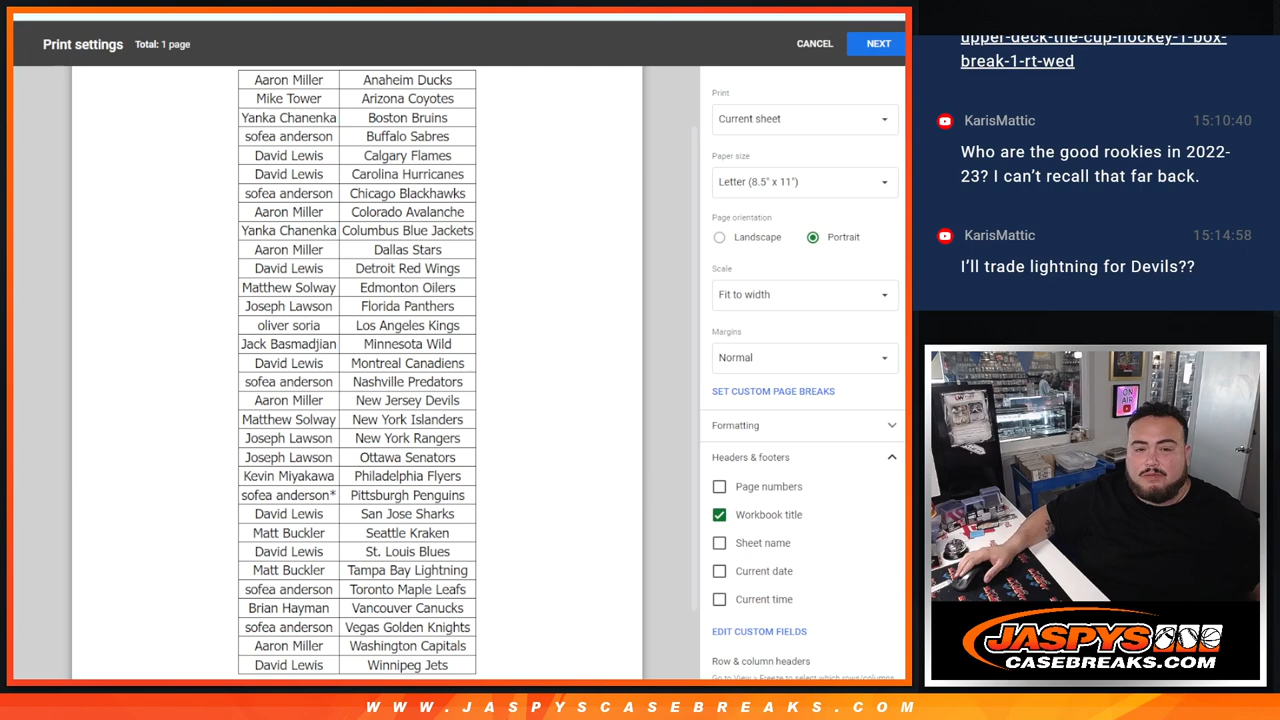 Print settings Total: 1 page CANCEL NEXT
Aaron Miller Anaheim Ducks
Mike Tower Arizona Coyotes
Yanka Chanenka Boston Bruins
sofea anderson Buffalo Sabres
David Lewis Calgary Flames
David Lewis Carolina Hurricanes
sofea anderson Chicago Blackhawks
Aaron Miller Colorado Avalanche
Yanka Chanenka Columbus Blue Jackets
Aaron Miller Dallas Stars
David Lewis Detroit Red Wings
Matthew Solway Edmonton Oilers
Joseph Lawson Florida Panthers
oliver soria Los Angeles Kings
Jack Basmadjian Minnesota Wild
David Lewis Montreal Canadiens
sofea anderson Nashville Predators
Aaron Miller New Jersey Devils
Matthew Solway New York Islanders
Joseph Lawson New York Rangers
Joseph Lawson Ottawa Senators
Kevin Miyakawa Philadelphia Flyers
sofea anderson* Pittsburgh Penguins
David Lewis San Jose Sharks
Matt Buckler Seattle Kraken
David Lewis St. Louis Blues
Matt Buckler Tampa Bay Lightning
sofea anderson Toronto Maple Leafs
Brian Hayman Vancouver Canucks
sofea anderson Vegas Golden Knights
Aaron Miller Washington Capitals
David Lewis Winnipeg Jets
Print
Current sheet
Paper size
Letter (8.5" x 11")
Page orientation
Landscape Portrait
Scale
Fit to width
Margins
Normal
SET CUSTOM PAGE BREAKS
Formatting
Headers & footers
Page numbers
Workbook title
Sheet name
Current date
Current time
EDIT CUSTOM FIELDS
Row & column headers
Go to View > Freeze to select which rows/columns
upper-deck-the-cup-hockey-1-box-
break-1-rt-wed
KarisMattic 15:10:40
Who are the good rookies in 2022-
23? I can't recall that far back.
KarisMattic 15:14:58
I'll trade lightning for Devils??
ON
AIR
JASPYS
CASEBREAKS.COM
WWW.JASPYSCASEBREAKS.COM